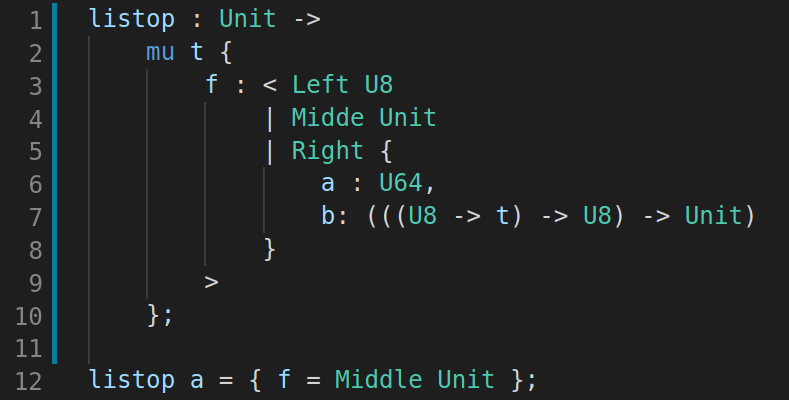 1 listop : Unit ->
2 mu t {
3 f : < Left U8
4 | Midde Unit
5 | Right {
6 a : U64,
7 b: (((U8 -> t) -> U8) -> Unit)
8 }
9 >
10 };
11
12 listop a = { f = Middle Unit };